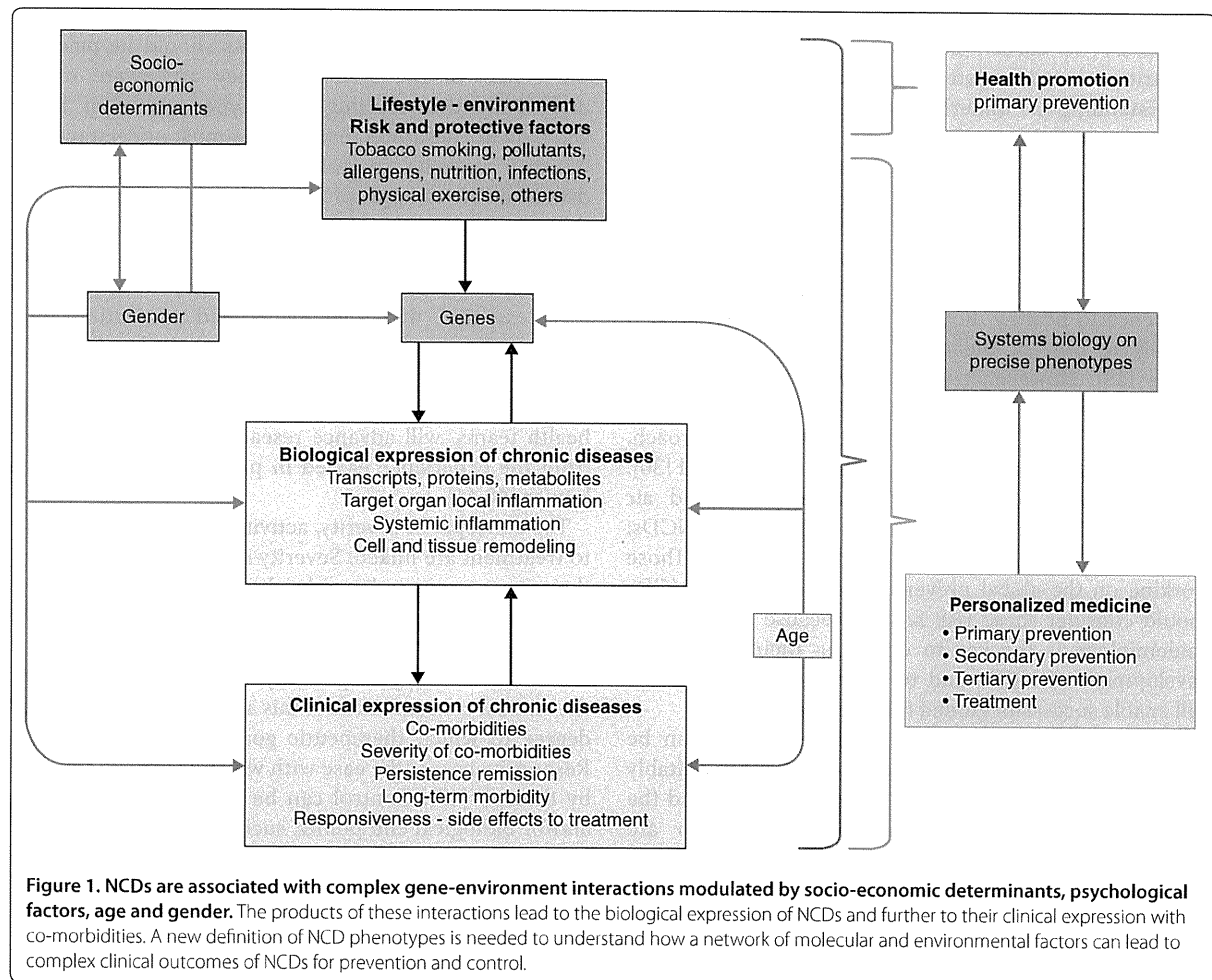 Socio-
economic
determinants
Lifestyle - environment
Risk and protective factors
Tobacco smoking, pollutants,
allergens, nutrition, infections,
physical exercise, others
Health promotion
primary prevention
Gender
Genes
Systems biology on
precise phenotypes
Biological expression of chronic diseases
Transcripts, proteins, metabolites
Target organ local inflammation
Systemic inflammation
Cell and tissue remodeling
Age
Personalized medicine
• Primary prevention
• Secondary prevention
• Tertiary prevention
• Treatment
Clinical expression of chronic diseases
Co-morbidities
Severity of co-morbidities
Persistence remission
Long-term morbidity
Responsiveness - side effects to treatment
Figure 1. NCDs are associated with complex gene-environment interactions modulated by socio-economic determinants, psychological
factors, age and gender. The products of these interactions lead to the biological expression of NCDs and further to their clinical expression with
co-morbidities. A new definition of NCD phenotypes is needed to understand how a network of molecular and environmental factors can lead to
complex clinical outcomes of NCDs for prevention and control.